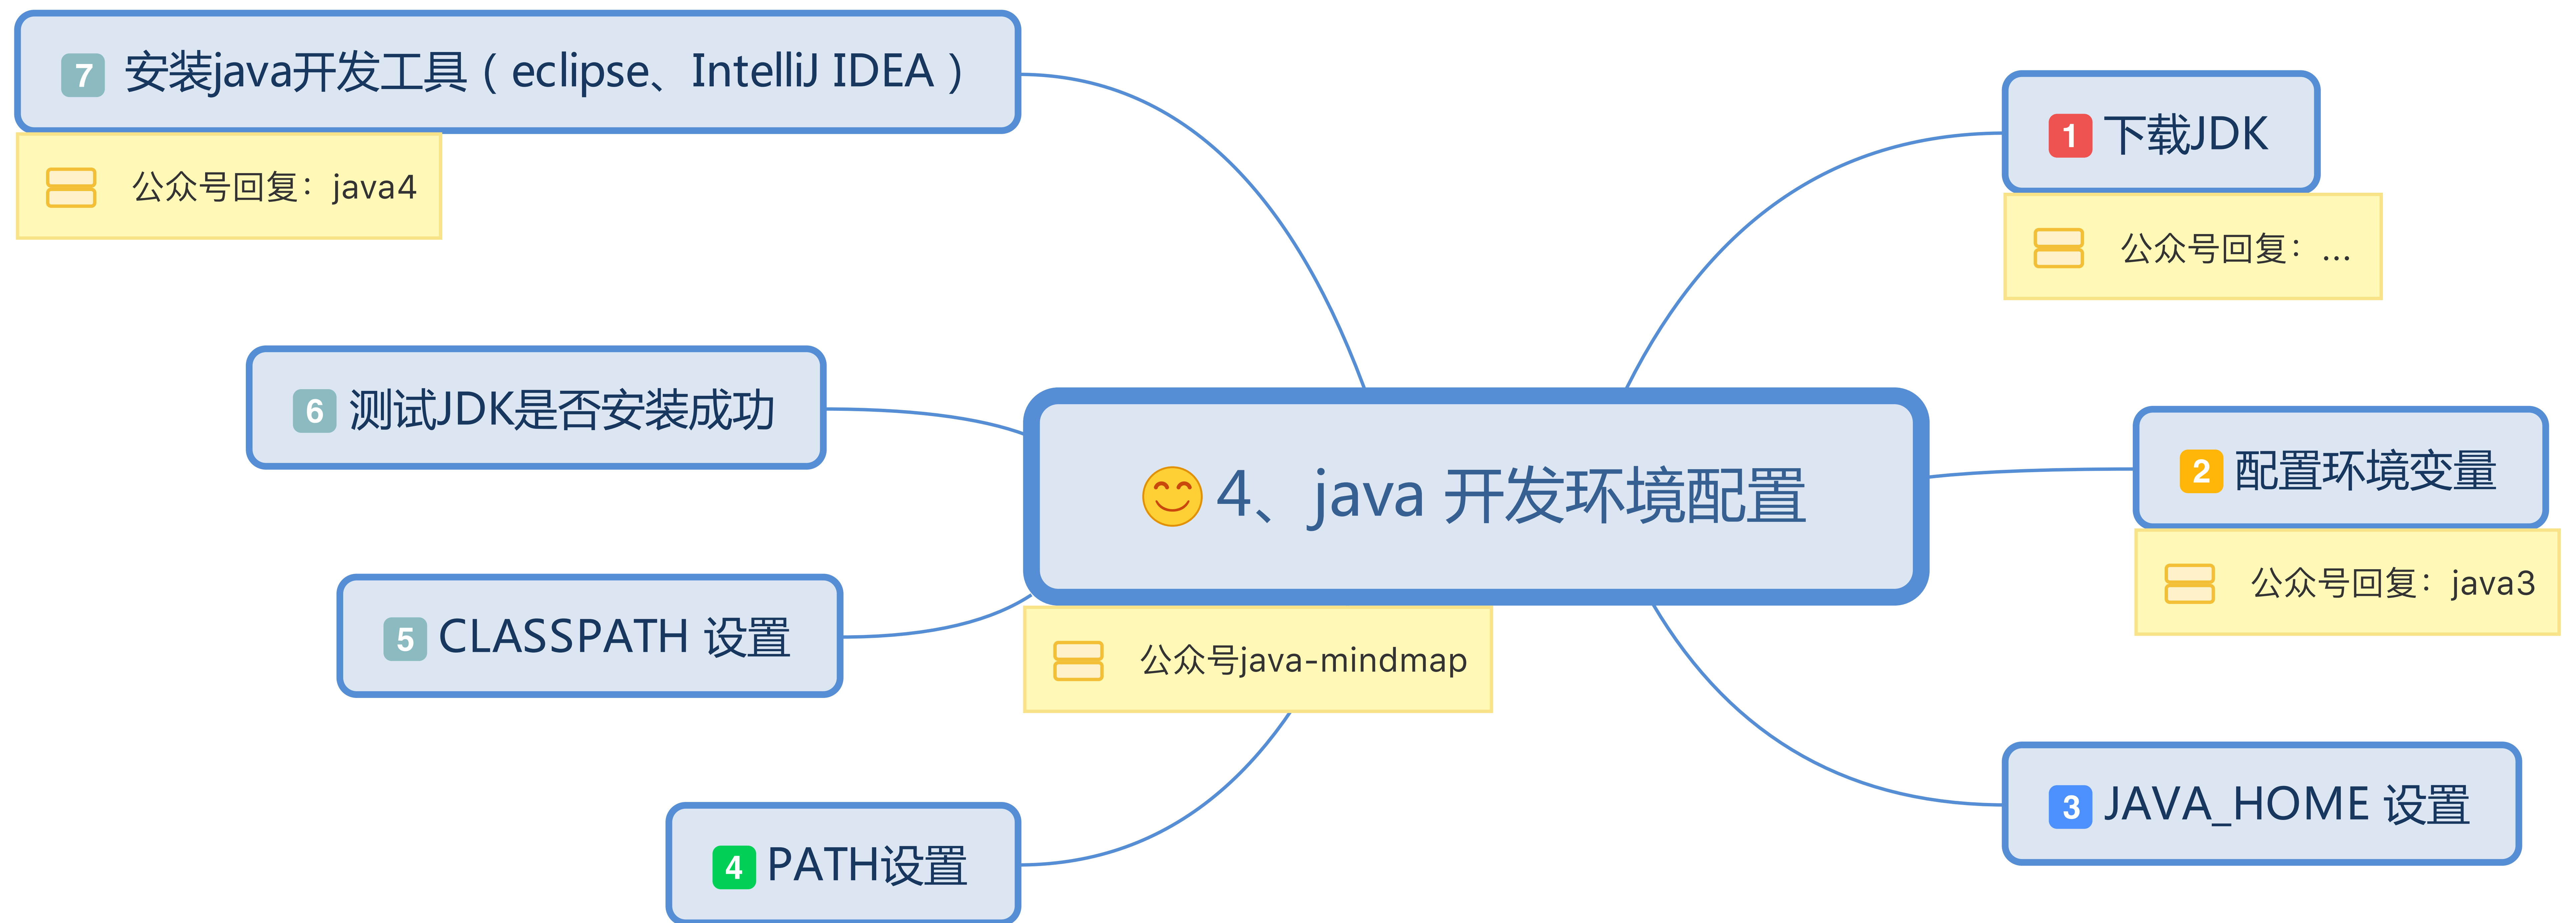 4、java 开发环境配置
公众号java-mindmap
1 下载JDK
公众号回复：...
2 配置环境变量
公众号回复：java3
3 JAVA_HOME 设置
4 PATH设置
5 CLASSPATH 设置
6 测试JDK是否安装成功
7 安装java开发工具（eclipse、IntelliJ IDEA）
公众号回复：java4